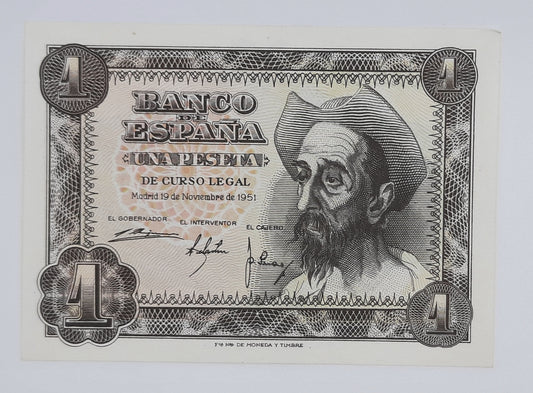 1 1
BANCO
DE
ESPAÑA
UNA PESETA
DE CURSO LEGAL
Madrid 19 de Noviembre de 1951
EL GOBERNADOR EL INTERVENTOR EL CAJERO
1 1
DE MONEDA Y TIMBRE